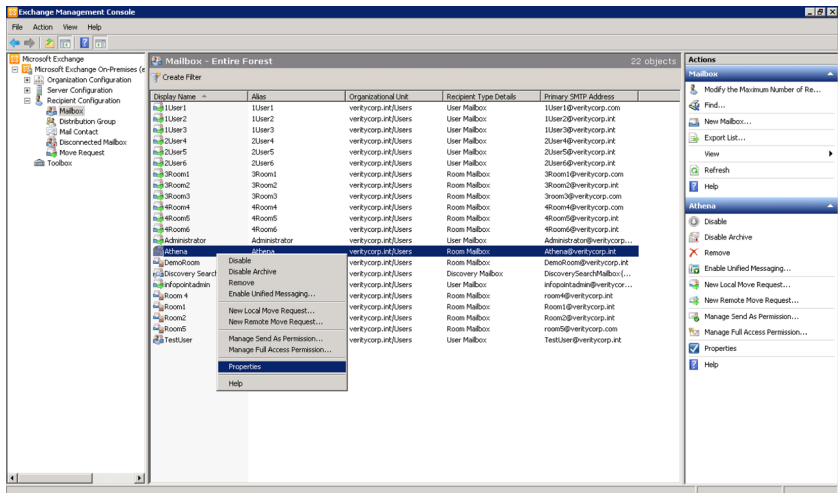 Exchange Management Console
File Action View Help
Microsoft Exchange
Microsoft Exchange On-Premises (e
Organization Configuration
Server Configuration
Recipient Configuration
Mailbox
Distribution Group
Mail Contact
Disconnected Mailbox
Move Request
Toolbox
Mailbox - Entire Forest 22 objects
Create Filter
Display Name Alias Organizational Unit Recipient Type Details Primary SMTP Address
1User1 1User1 veritycorp.int/Users User Mailbox 1User1@veritycorp.com
1User2 1User2 veritycorp.int/Users User Mailbox 1User2@veritycorp.int
1User3 1User3 veritycorp.int/Users User Mailbox 1User3@veritycorp.int
2User4 2User4 veritycorp.int/Users User Mailbox 2User4@veritycorp.int
2User5 2User5 veritycorp.int/Users User Mailbox 2User5@veritycorp.int
2User6 2User6 veritycorp.int/Users User Mailbox 2User6@veritycorp.int
3Room1 3Room1 veritycorp.int/Users Room Mailbox 3Room1@veritycorp.com
3Room2 3Room2 veritycorp.int/Users Room Mailbox 3Room2@veritycorp.int
3Room3 3Room3 veritycorp.int/Users Room Mailbox 3room3@veritycorp.com
4Room4 4Room4 veritycorp.int/Users Room Mailbox 4Room4@veritycorp.com
4Room5 4Room5 veritycorp.int/Users Room Mailbox 4Room5@veritycorp.int
4Room6 4Room6 veritycorp.int/Users Room Mailbox 4Room6@veritycorp.int
Administrator Administrator veritycorp.int/Users User Mailbox Administrator@veritycorp...
Athena Athena veritycorp.int/Users Room Mailbox Athena@veritycorp.int
DemoRoom veritycorp.int/Users Room Mailbox DemoRoom@veritycorp.int
Discovery Search veritycorp.int/Users Discovery Mailbox DiscoverySearchMailbox{...
infopointadmin veritycorp.int/Users User Mailbox infopointadmin@veritycor...
Room 4 veritycorp.int/Users Room Mailbox room4@veritycorp.int
Room1 veritycorp.int/Users Room Mailbox Room1@veritycorp.int
Room2 veritycorp.int/Users Room Mailbox Room2@veritycorp.int
Room5 veritycorp.int/Users Room Mailbox room5@veritycorp.com
TestUser veritycorp.int/Users User Mailbox TestUser@veritycorp.int
Disable
Disable Archive
Remove
Enable Unified Messaging...
New Local Move Request...
New Remote Move Request...
Manage Send As Permission...
Manage Full Access Permission...
Properties
Help
Actions
Mailbox
Modify the Maximum Number of Re...
Find...
New Mailbox...
Export List...
View
Refresh
Help
Athena
Disable
Disable Archive
Remove
Enable Unified Messaging...
New Local Move Request...
New Remote Move Request...
Manage Send As Permission...
Manage Full Access Permission...
Properties
Help